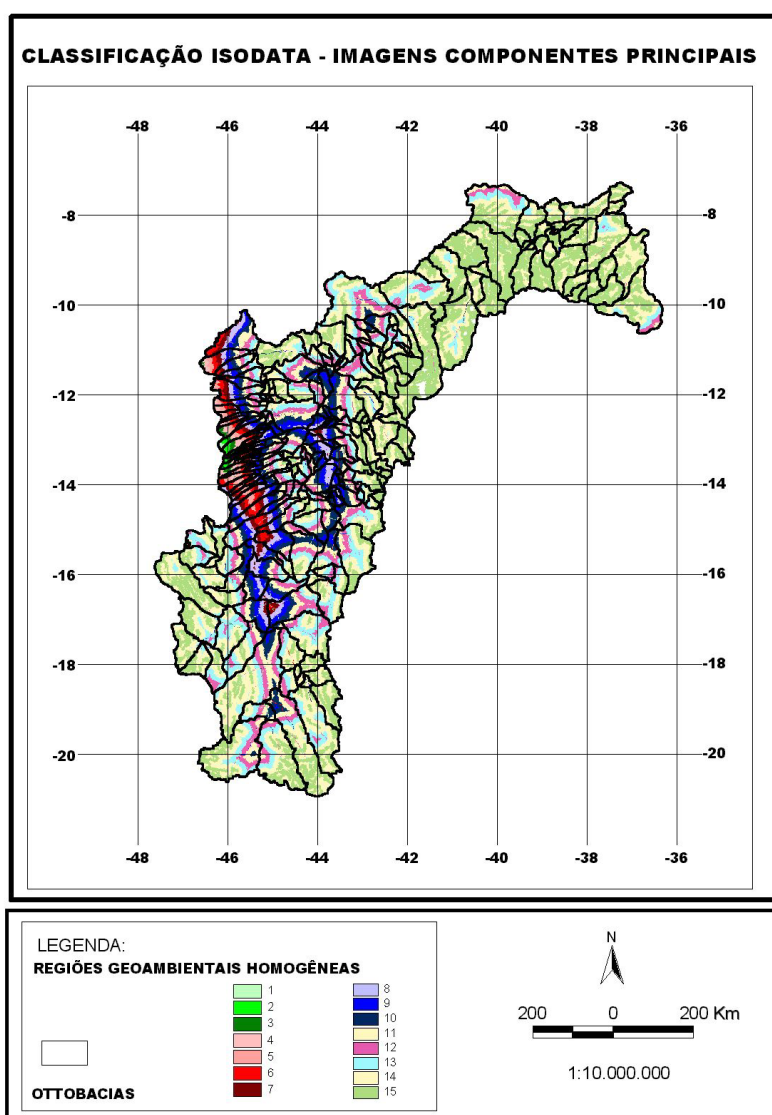 CLASSIFICAÇÃO ISODATA - IMAGENS COMPONENTES PRINCIPAIS
-48 -46 -44 -42 -40 -38 -36
-8 -8
-10 -10
-12 -12
-14 -14
-16 -16
-18 -18
-20 -20
-48 -46 -44 -42 -40 -38 -36
LEGENDA:
REGIÕES GEOAMBIENTAIS HOMOGÊNEAS
OTTOBACIAS
1
2
3
4
5
6
7
8
9
10
11
12
13
14
15
N
200 0 200 Km
1:10.000.000